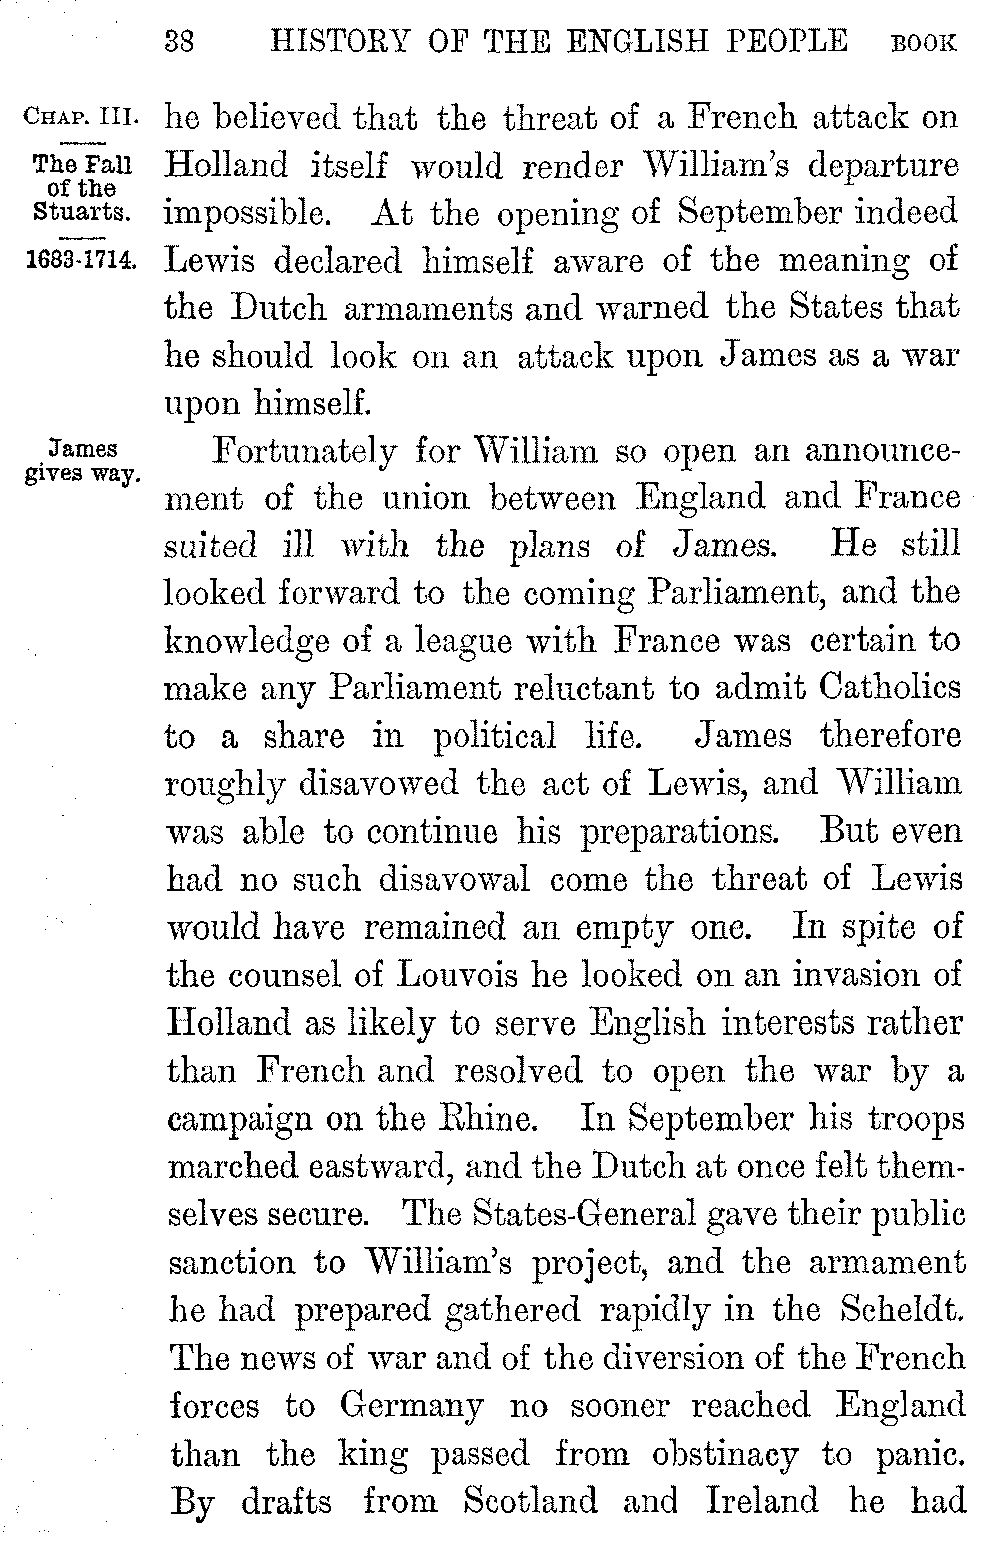 38 HISTORY OF THE ENGLISH PEOPLE BOOK
CHAP. III.
The Fall
of the
Stuarts.
1683-1714.
he believed that the threat of a French attack on
Holland itself would render William's departure
impossible. At the opening of September indeed
Lewis declared himself aware of the meaning of
the Dutch armaments and warned the States that
he should look on an attack upon James as a war
upon himself.
James
gives way.
Fortunately for William so open an announce-
ment of the union between England and France
suited ill with the plans of James. He still
looked forward to the coming Parliament, and the
knowledge of a league with France was certain to
make any Parliament reluctant to admit Catholics
to a share in political life. James therefore
roughly disavowed the act of Lewis, and William
was able to continue his preparations. But even
had no such disavowal come the threat of Lewis
would have remained an empty one. In spite of
the counsel of Louvois he looked on an invasion of
Holland as likely to serve English interests rather
than French and resolved to open the war by a
campaign on the Rhine. In September his troops
marched eastward, and the Dutch at once felt them-
selves secure. The States-General gave their public
sanction to William's project, and the armament
he had prepared gathered rapidly in the Scheldt.
The news of war and of the diversion of the French
forces to Germany no sooner reached England
than the king passed from obstinacy to panic.
By drafts from Scotland and Ireland he had